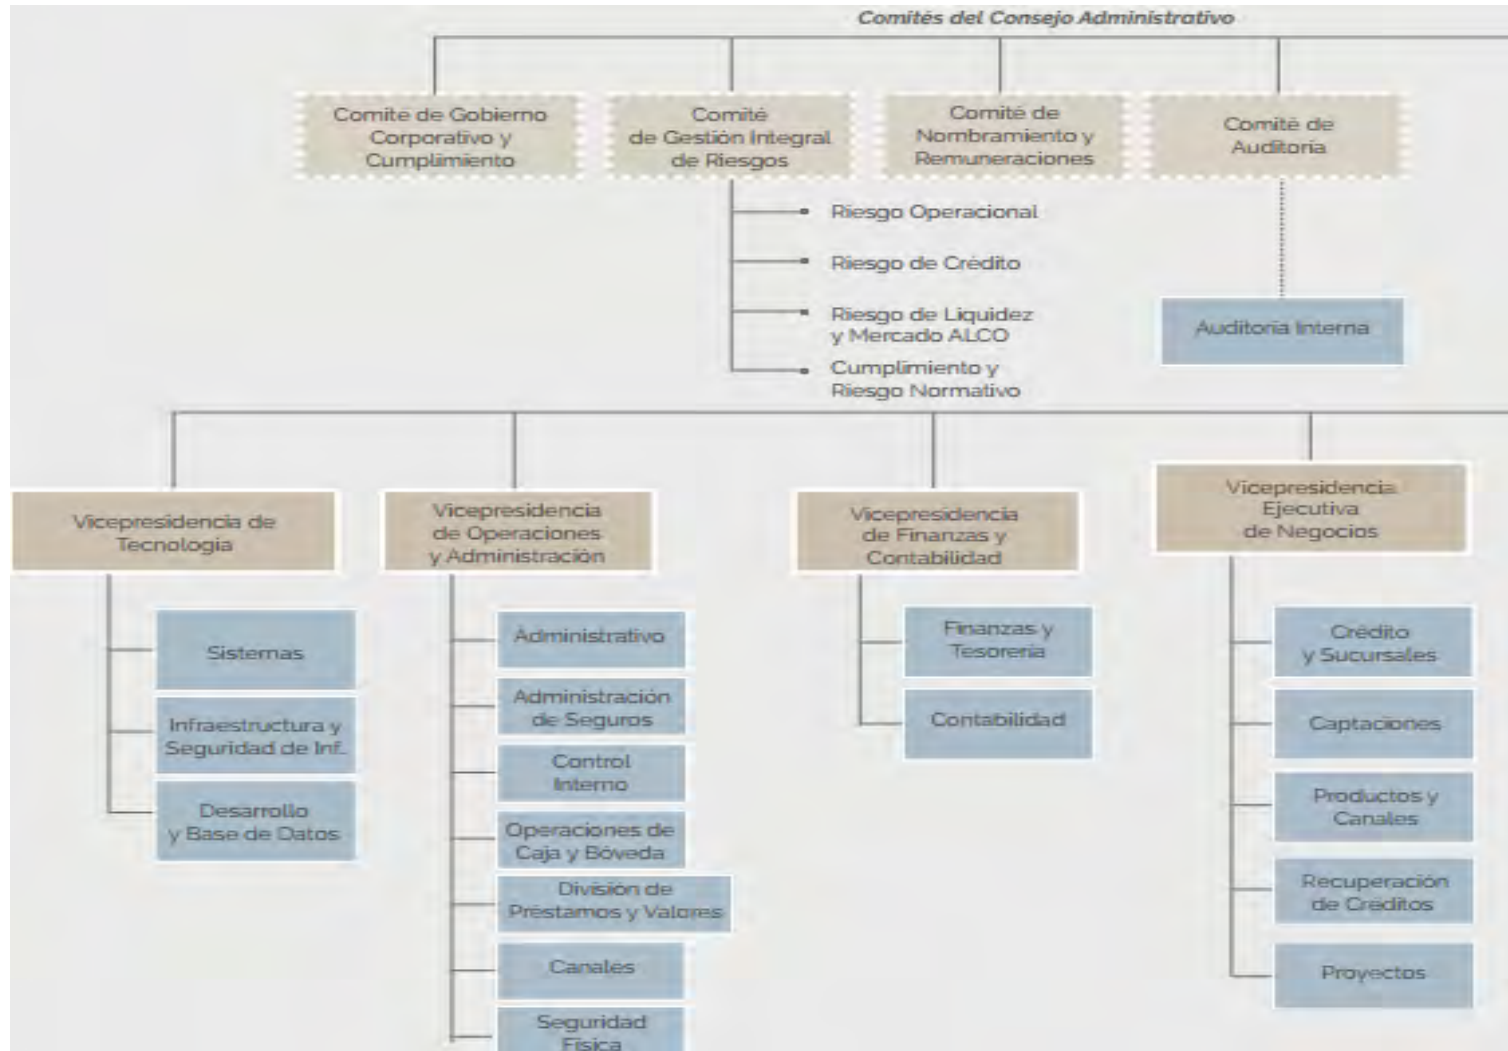 Comités del Consejo Administrativo
Comité de Gobierno
Corporativo y
Cumplimiento
Comité
de Gestión Integral
de Riesgos
Comité de
Nombramiento y
Remuneraciones
Comité de
Auditoría
Riesgo Operacional
Riesgo de Crédito
Riesgo de Liquidez
y Mercado ALCO
Cumplimiento y
Riesgo Normativo
Auditoría Interna
Vicepresidencia de
Tecnología
Sistemas
Infraestructura y
Seguridad de Inf.
Desarrollo
y Base de Datos
Vicepresidencia
de Operaciones
y Administración
Administrativo
Administración
de Seguros
Control
Interno
Operaciones de
Caja y Bóveda
División de
Préstamos y Valores
Canales
Seguridad
Física
Vicepresidencia
de Finanzas y
Contabilidad
Finanzas y
Tesorería
Contabilidad
Vicepresidencia
Ejecutiva
de Negocios
Crédito
y Sucursales
Captaciones
Productos y
Canales
Recuperación
de Créditos
Proyectos